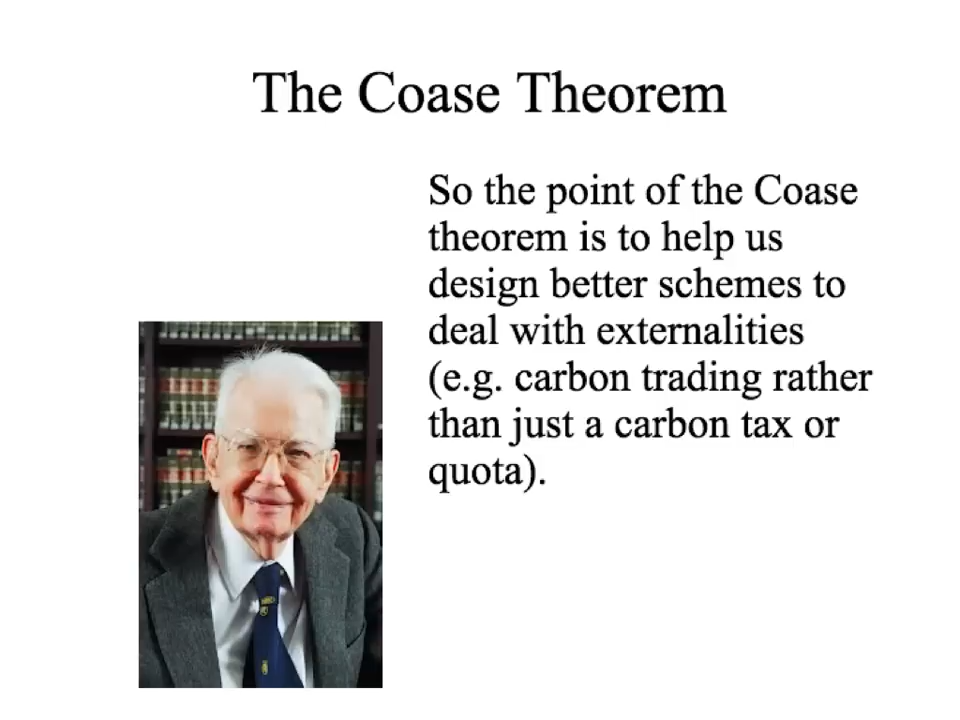 The Coase Theorem
So the point of the Coase
theorem is to help us
design better schemes to
deal with externalities
(e.g. carbon trading rather
than just a carbon tax or
quota).